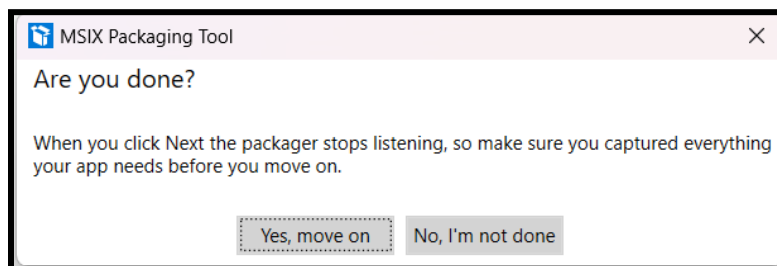 MSIX Packaging Tool
Are you done?
When you click Next the packager stops listening, so make sure you captured everything
your app needs before you move on.
Yes, move on
No, I'm not done